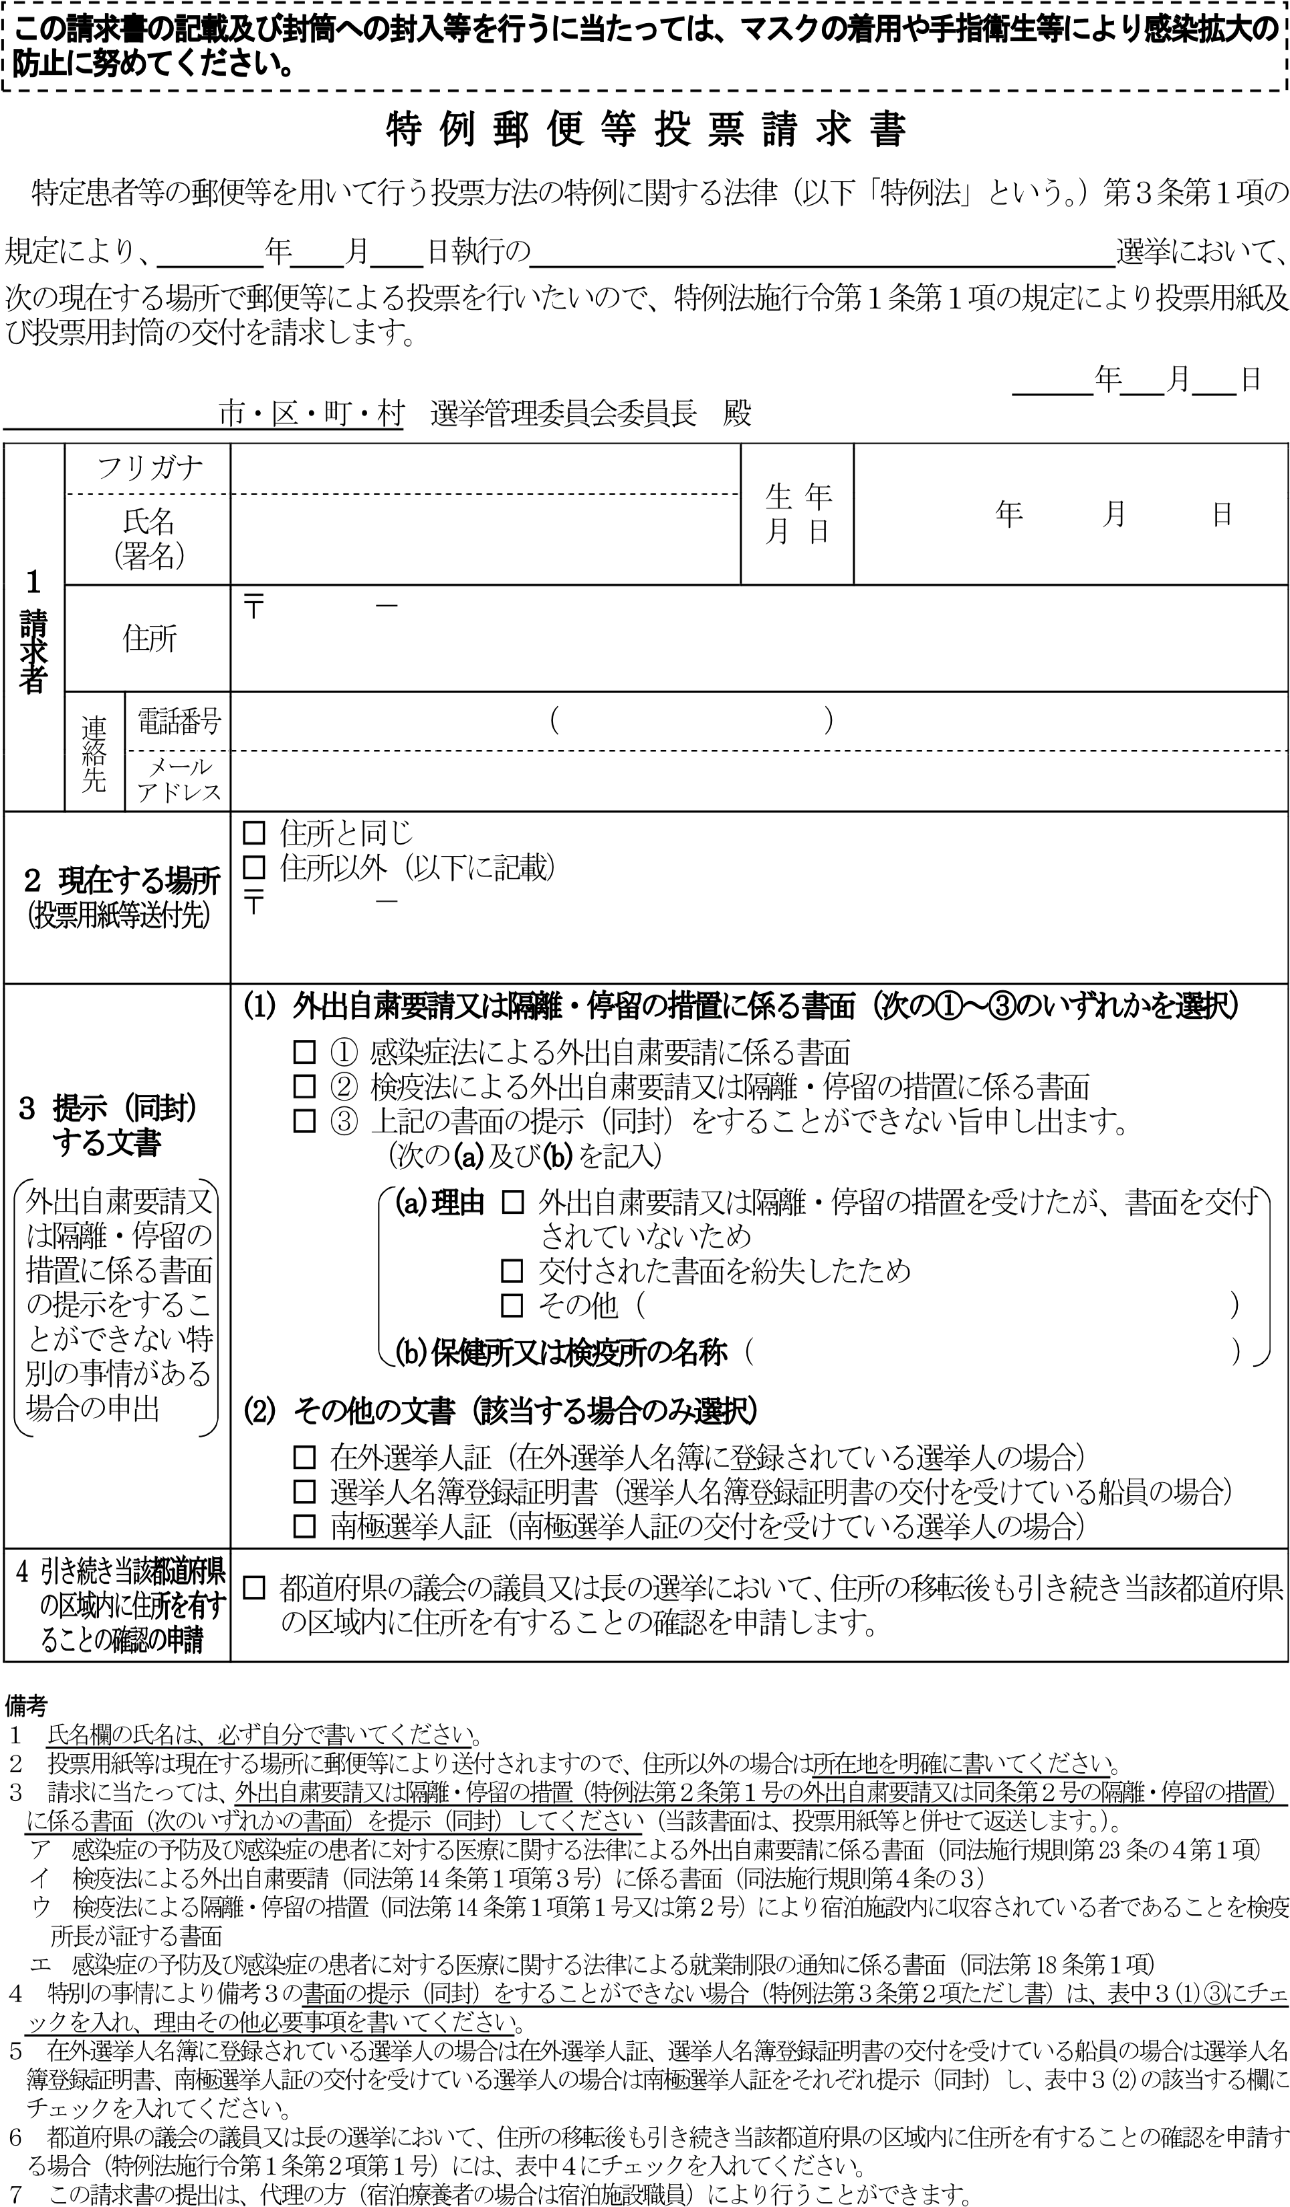 この請求書の記載及び封筒への封入等を行うに当たっては、マスクの着用や手指衛生等により感染拡大の
防止に努めてください。
特例郵便等投票請求書
特定患者等の郵便等を用いて行う投票方法の特例に関する法律（以下「特例法」という。）第３条第１項の
規定により、＿＿＿＿年＿＿月＿＿日執行の＿＿＿＿＿＿＿＿＿＿＿＿＿＿＿＿＿＿＿＿＿＿選挙において、
次の現在する場所で郵便等による投票を行いたいので、特例法施行令第１条第１項の規定により投票用紙及
び投票用封筒の交付を請求します。
＿＿＿年＿＿月＿＿日
＿＿＿＿＿＿＿＿市・区・町・村　選挙管理委員会委員長　殿
1 請求者
フリガナ
氏名
（署名）
生年
月日
年　　月　　日
住所
〒　　　－
連絡先
電話番号
（　　　　　　　　　　）
メール
アドレス
２ 現在する場所
（投票用紙等送付先）
□ 住所と同じ
□ 住所以外（以下に記載）
〒　　　－
３ 提示（同封）
する文書
外出自粛要請又
は隔離・停留の
措置に係る書面
の提示をするこ
とができない特
別の事情がある
場合の申出
(1) 外出自粛要請又は隔離・停留の措置に係る書面（次の①～③のいずれかを選択）
□ ① 感染症法による外出自粛要請に係る書面
□ ② 検疫法による外出自粛要請又は隔離・停留の措置に係る書面
□ ③ 上記の書面の提示（同封）をすることができない旨申し出ます。
（次の(a)及び(b)を記入）
(a)理由 □ 外出自粛要請又は隔離・停留の措置を受けたが、書面を交付
されていないため
□ 交付された書面を紛失したため
□ その他（　　　　　　　　　　　　　　　　　　　　　　）
(b)保健所又は検疫所の名称（　　　　　　　　　　　　　　　　　　）
(2) その他の文書（該当する場合のみ選択）
□ 在外選挙人証（在外選挙人名簿に登録されている選挙人の場合）
□ 選挙人名簿登録証明書（選挙人名簿登録証明書の交付を受けている船員の場合）
□ 南極選挙人証（南極選挙人証の交付を受けている選挙人の場合）
４ 引き続き当該都道府県
の区域内に住所を有す
ることの確認の申請
□ 都道府県の議会の議員又は長の選挙において、住所の移転後も引き続き当該都道府県
の区域内に住所を有することの確認を申請します。
備考
１　氏名欄の氏名は、必ず自分で書いてください。
２　投票用紙等は現在する場所に郵便等により送付されますので、住所以外の場合は所在地を明確に書いてください。
３　請求に当たっては、外出自粛要請又は隔離・停留の措置（特例法第２条第１号の外出自粛要請又は同条第２号の隔離・停留の措置）
に係る書面（次のいずれかの書面）を提示（同封）してください（当該書面は、投票用紙等と併せて返送します。）。
ア　感染症の予防及び感染症の患者に対する医療に関する法律による外出自粛要請に係る書面（同法施行規則第23条の４第１項）
イ　検疫法による外出自粛要請（同法第14条第１項第３号）に係る書面（同法施行規則第４条の３）
ウ　検疫法による隔離・停留の措置（同法第14条第１項第１号又は第２号）により宿泊施設内に収容されている者であることを検疫
所長が証する書面
エ　感染症の予防及び感染症の患者に対する医療に関する法律による就業制限の通知に係る書面（同法第18条第１項）
４　特別の事情により備考３の書面の提示（同封）をすることができない場合（特例法第３条第２項ただし書）は、表中３(1)③にチェ
ックを入れ、理由その他必要事項を書いてください。
５　在外選挙人名簿に登録されている選挙人の場合は在外選挙人証、選挙人名簿登録証明書の交付を受けている船員の場合は選挙人名
簿登録証明書、南極選挙人証の交付を受けている選挙人の場合は南極選挙人証をそれぞれ提示（同封）し、表中３(2)の該当する欄に
チェックを入れてください。
６　都道府県の議会の議員又は長の選挙において、住所の移転後も引き続き当該都道府県の区域内に住所を有することの確認を申請す
る場合（特例法施行令第１条第２項第１号）には、表中４にチェックを入れてください。
７　この請求書の提出は、代理の方（宿泊療養者の場合は宿泊施設職員）により行うことができます。